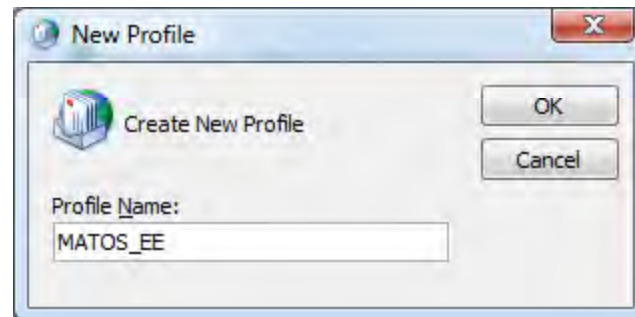 New Profile
Create New Profile
OK
Cancel
Profile Name:
MATOS_EE